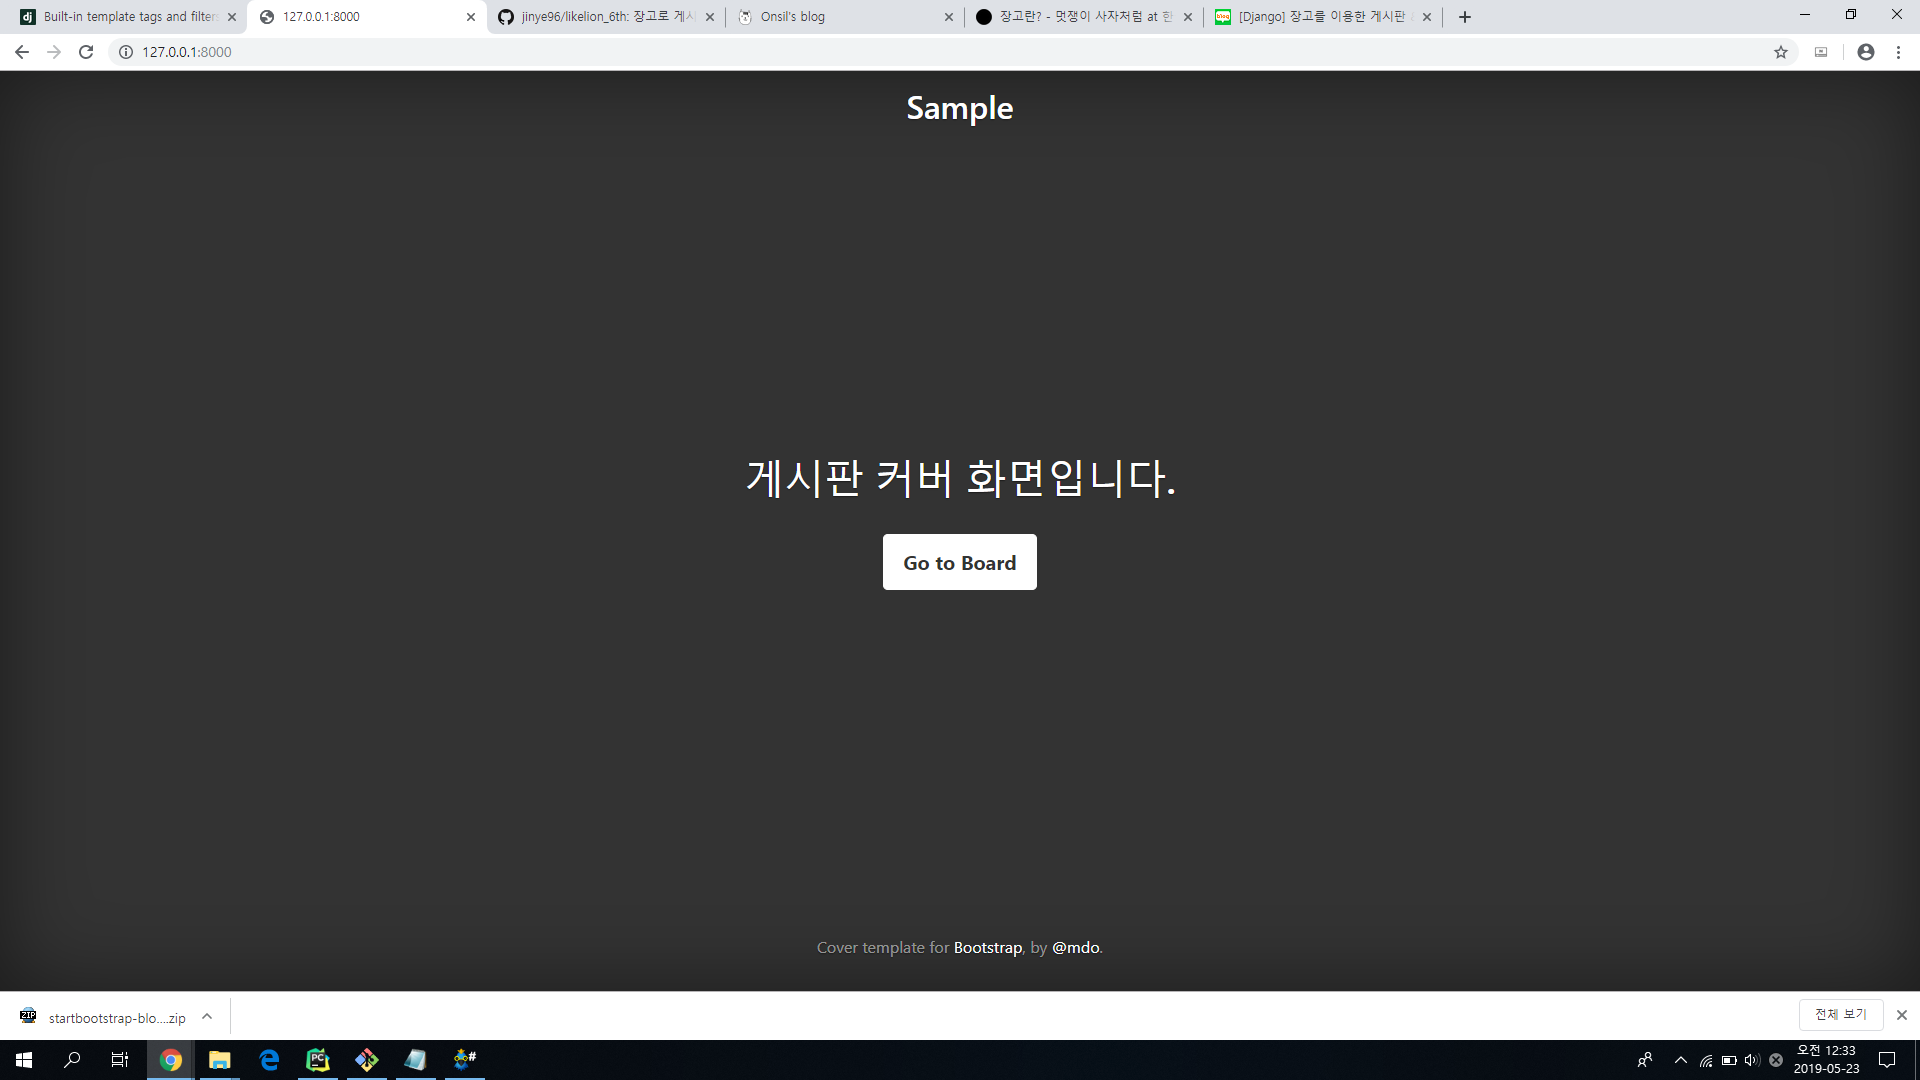 Built-in template tags and filter
127.0.0.1:8000
jinye96/likelion_6th: 장고로 게시
Onsil's blog
장고란? - 멋쟁이 사자처럼 at 한
[Django] 장고를 이용한 게시판
127.0.0.1:8000
Sample
게시판 커버 화면입니다.
Go to Board
Cover template for Bootstrap, by @mdo.
startbootstrap-blo....zip
전체 보기
오전 12:33
2019-05-23